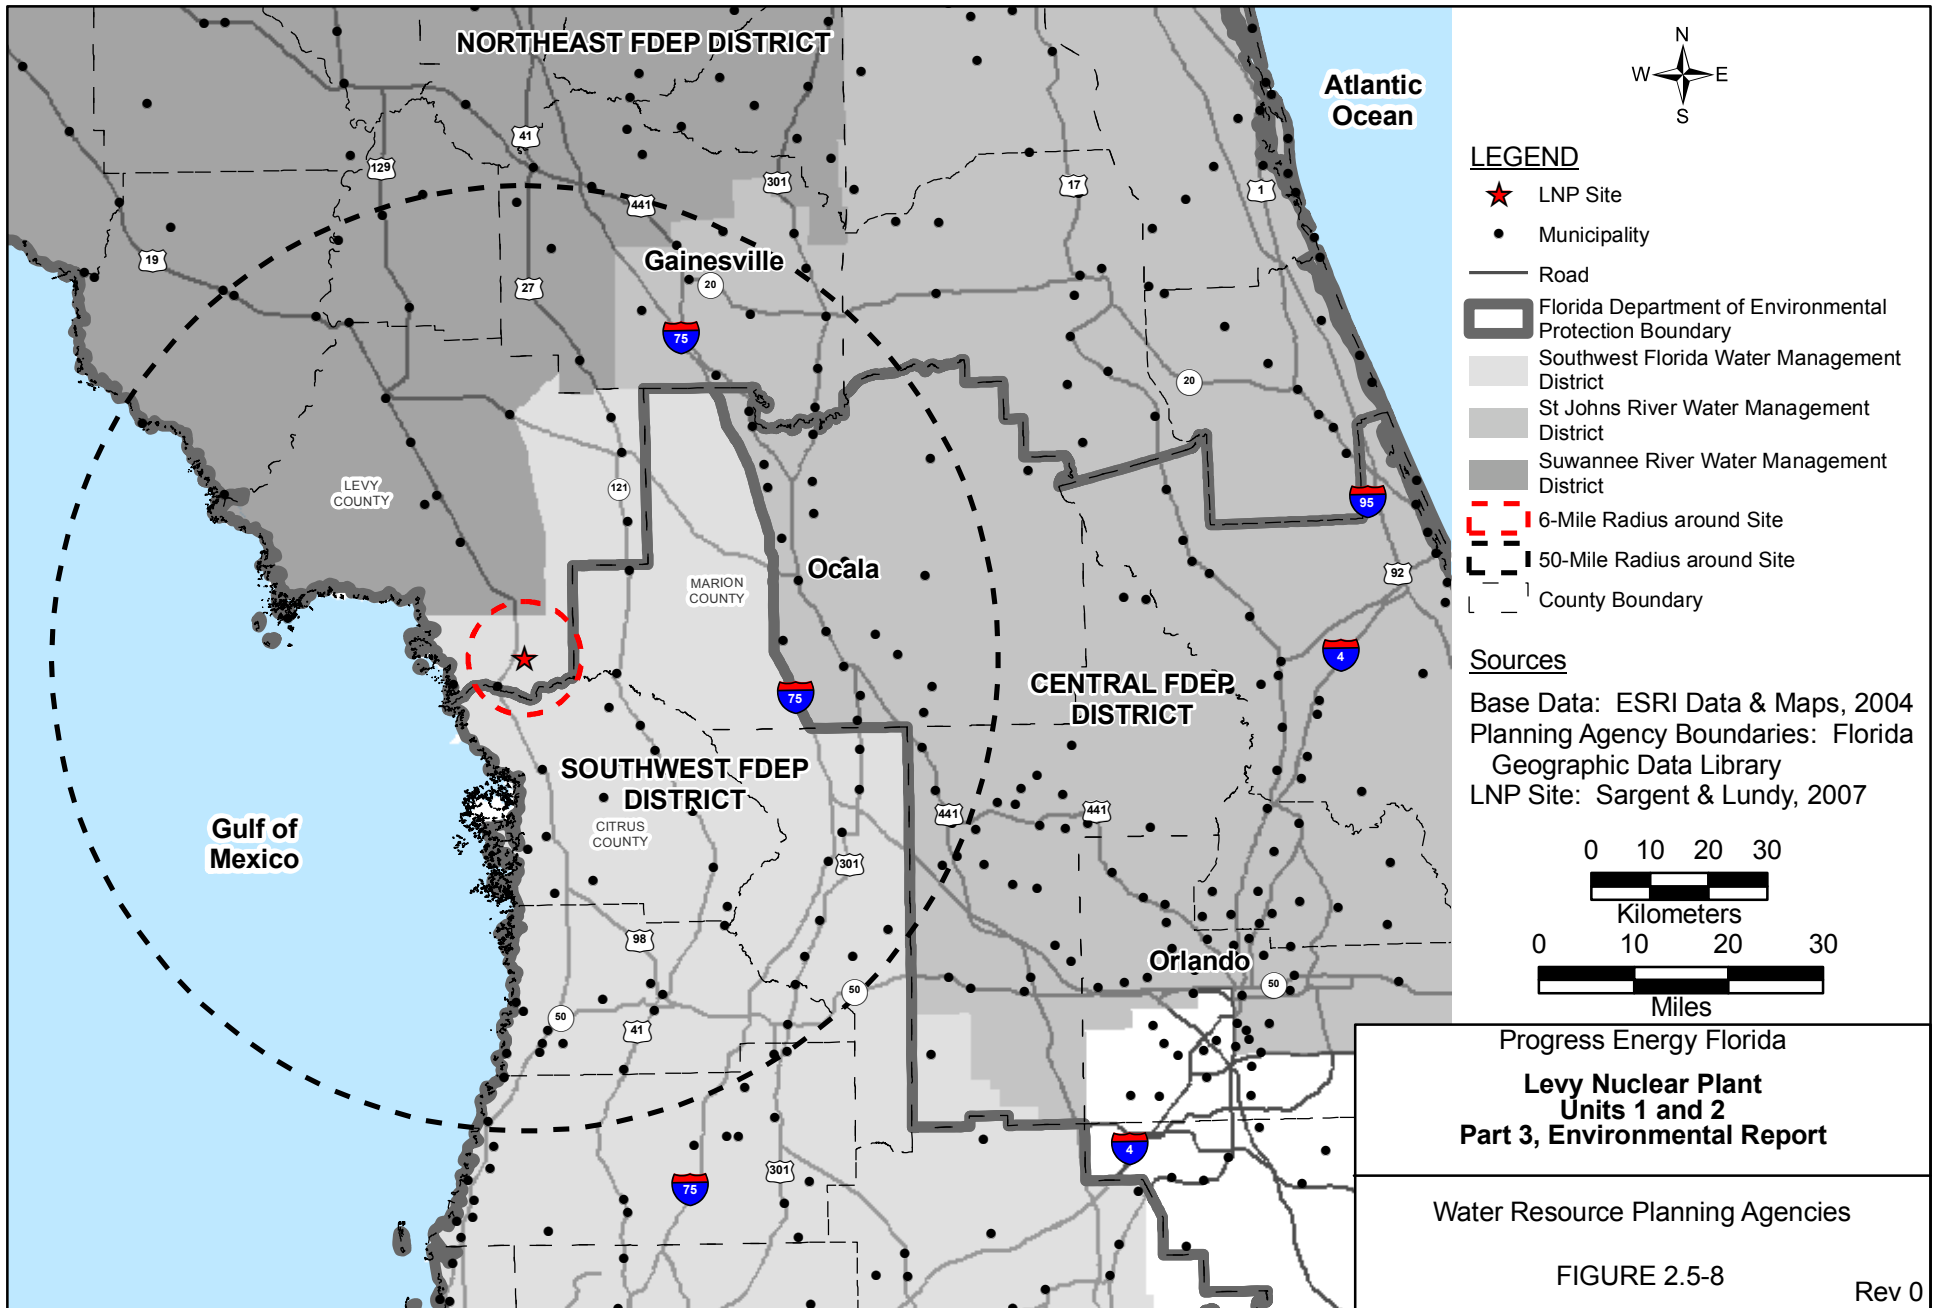 NORTHEAST FDEP DISTRICT
Atlantic
Ocean
41
129
301
17
1
441
19
27
Gainesville
20
75
20
LEVY
COUNTY
121
95
MARION
COUNTY
Ocala
92
4
75
CENTRAL FDEP
DISTRICT
SOUTHWEST FDEP
DISTRICT
CITRUS
COUNTY
Gulf of
Mexico
441
441
301
98
Orlando
50
50
50
41
4
301
75
N
W E
S
LEGEND
LNP Site
Municipality
Road
Florida Department of Environmental
Protection Boundary
Southwest Florida Water Management
District
St Johns River Water Management
District
Suwannee River Water Management
District
6-Mile Radius around Site
50-Mile Radius around Site
County Boundary
Sources
Base Data: ESRI Data & Maps, 2004
Planning Agency Boundaries: Florida
Geographic Data Library
LNP Site: Sargent & Lundy, 2007
0 10 20 30
Kilometers
0 10 20 30
Miles
Progress Energy Florida
Levy Nuclear Plant
Units 1 and 2
Part 3, Environmental Report
Water Resource Planning Agencies
FIGURE 2.5-8
Rev 0